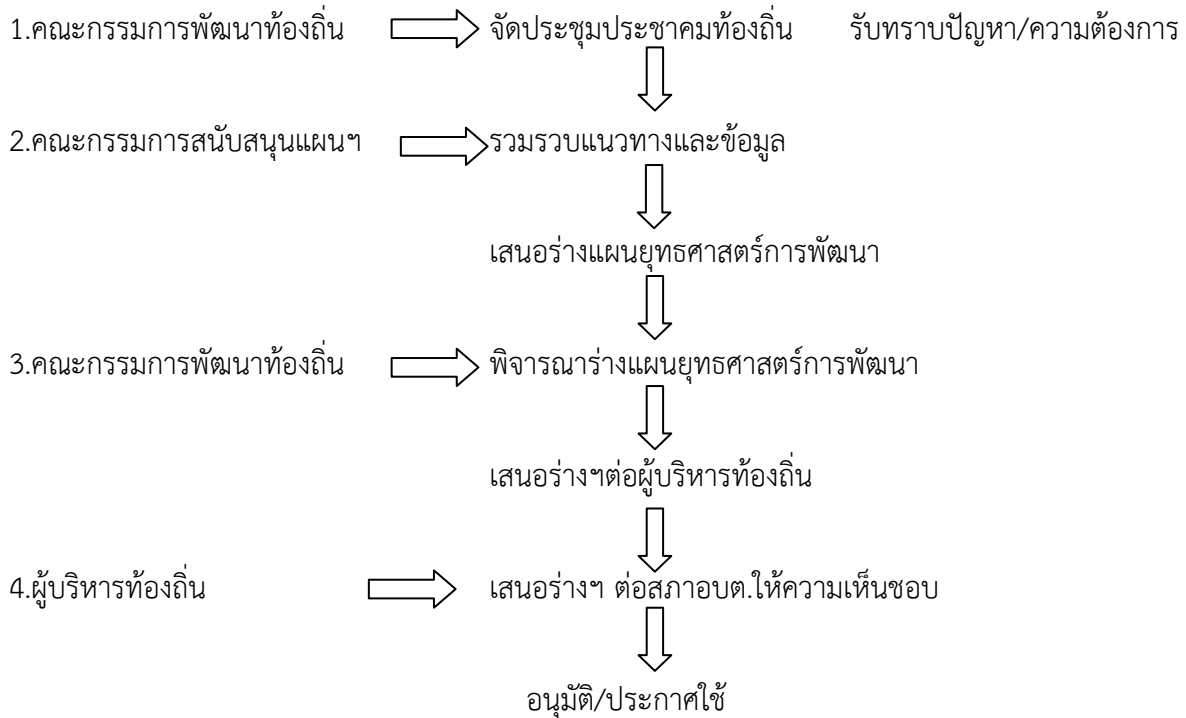 1.คณะกรรมการพัฒนาท้องถิ่น จัดประชุมประชาคมท้องถิ่น รับทราบปัญหา/ความต้องการ
2.คณะกรรมการสนับสนุนแผนฯ รวมรวบแนวทางและข้อมูล
เสนอร่างแผนยุทธศาสตร์การพัฒนา
3.คณะกรรมการพัฒนาท้องถิ่น พิจารณาร่างแผนยุทธศาสตร์การพัฒนา
เสนอร่างฯต่อผู้บริหารท้องถิ่น
4.ผู้บริหารท้องถิ่น เสนอร่างฯ ต่อสภาอบต.ให้ความเห็นชอบ
อนุมัติ/ประกาศใช้